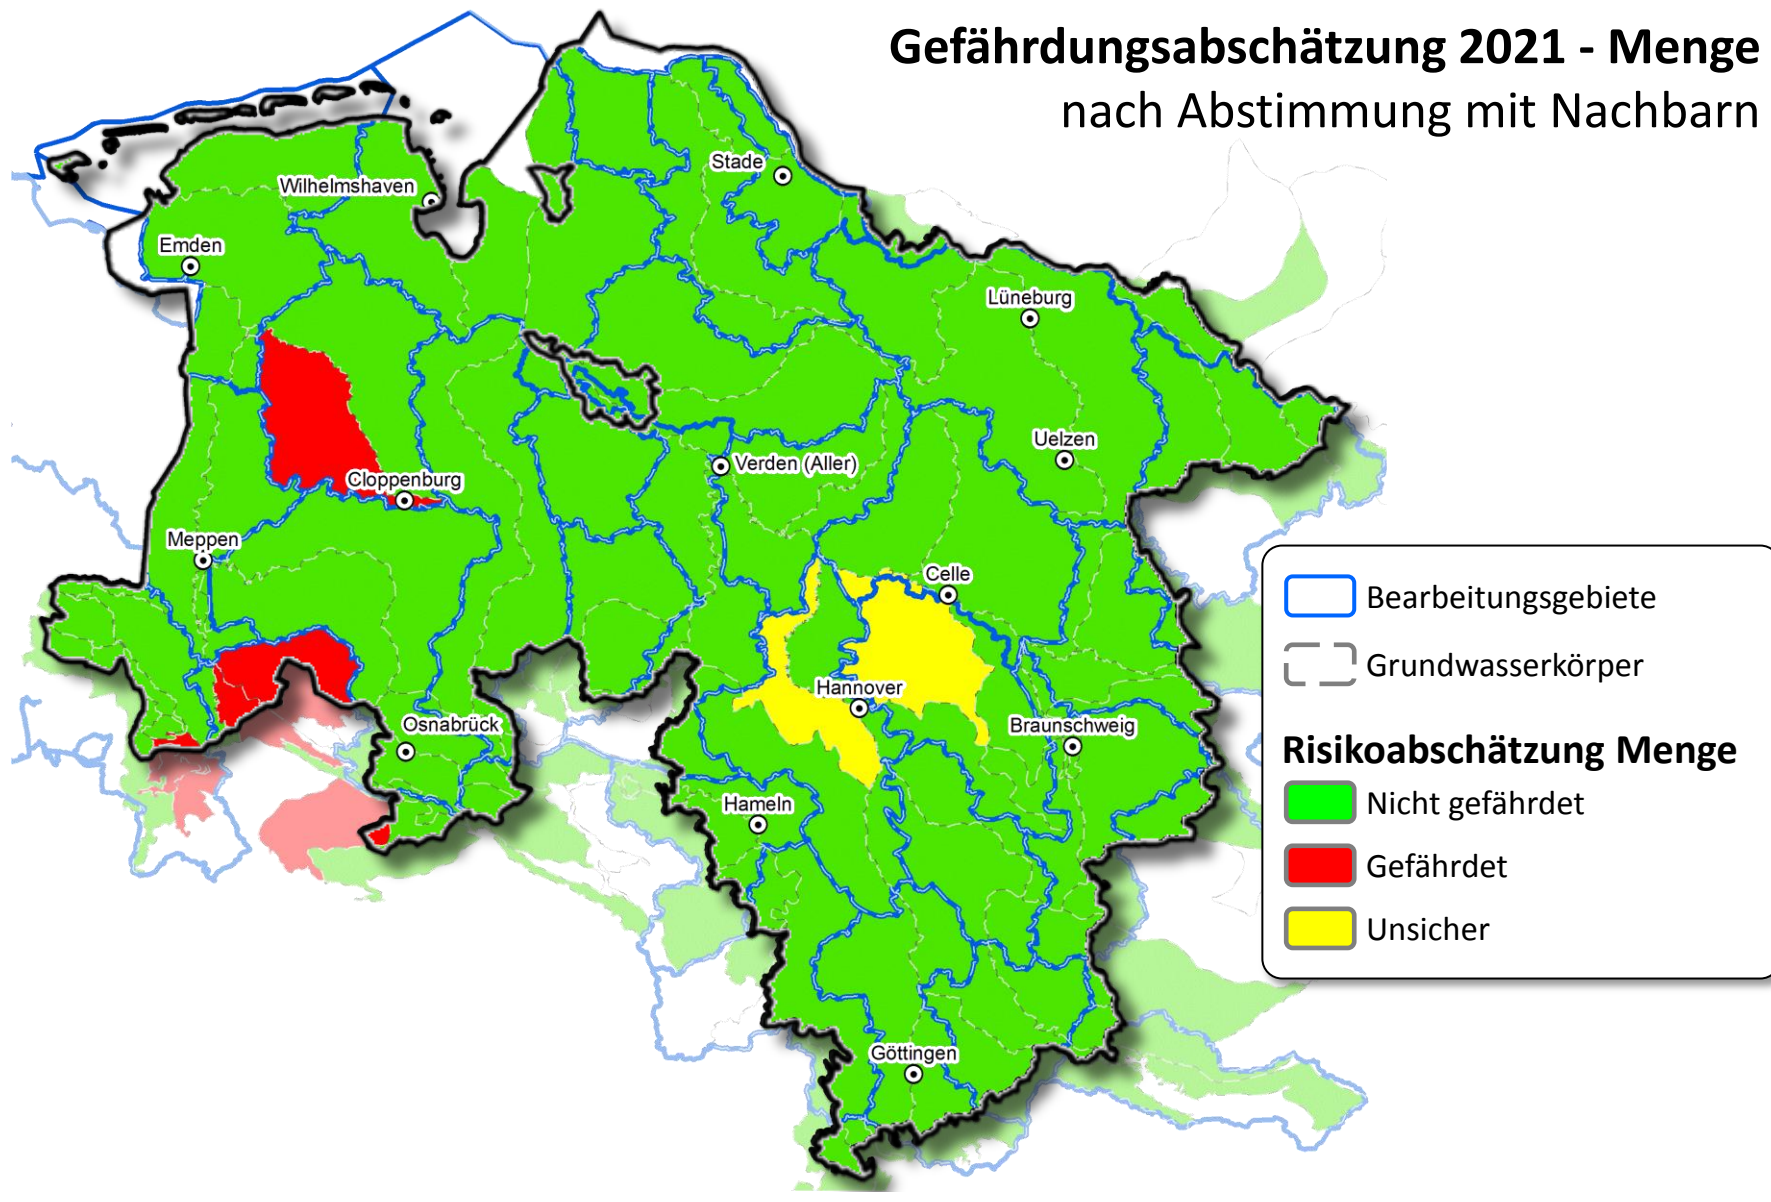 Gefährdungsabschätzung 2021 - Menge
nach Abstimmung mit Nachbarn
Stade
Wilhelmshaven
Emden
Lüneburg
Uelzen
Verden (Aller)
Cloppenburg
Meppen
Celle
Hannover
Osnabrück
Braunschweig
Hameln
Göttingen
Bearbeitungsgebiete
Grundwasserkörper
Risikoabschätzung Menge
Nicht gefährdet
Gefährdet
Unsicher